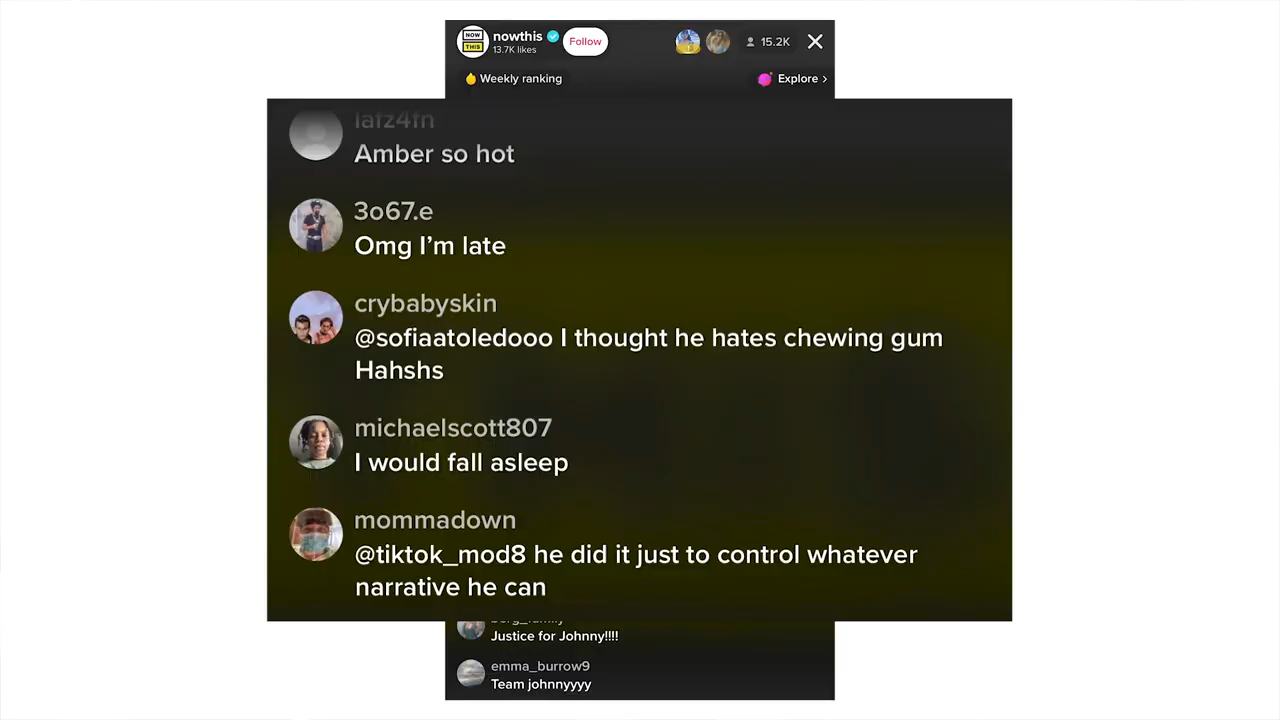 NOW
THIS
nowthis
13.7K likes
Follow
15.2K
Weekly ranking
Explore >
lafz4fn
Amber so hot
3o67.e
Omg I’m late
crybabyskin
@sofiaatoledooo I thought he hates chewing gum
Hahshs
michaelscott807
I would fall asleep
mommadown
@tiktok_mod8 he did it just to control whatever
narrative he can
Justice for Johnny!!!!
emma_burrow9
Team johnnyyyy